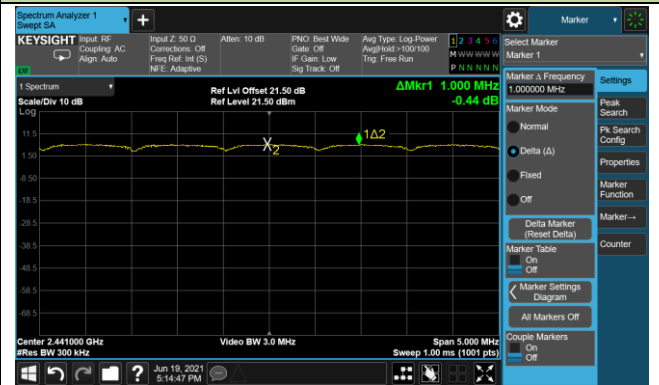 Spectrum Analyzer 1
Swept SA
Marker
KEYSIGHT
Input: RF
Coupling: AC
Align: Auto
Input Z: 50 Ω
Corrections: Off
Freq Ref: Int (S)
NFE: Adaptive
Atten: 10 dB
PNO: Best Wide
Gate: Off
IF Gain: Low
Sig Track: Off
Avg Type: Log-Power
Avg|Hold:>100/100
Trig: Free Run
1 2 3 4 5 6
M W W W W W
P N N N N N
LXI
1 Spectrum
Scale/Div 10 dB
Log
Ref Lvl Offset 21.50 dB
Ref Level 21.50 dBm
ΔMkr1 1.000 MHz
-0.44 dB
11.5
1.50
-8.50
-18.5
-28.5
-38.5
-48.5
-58.5
-68.5
X2
1Δ2
Center 2.441000 GHz
#Res BW 300 kHz
Video BW 3.0 MHz
Span 5.000 MHz
Sweep 1.00 ms (1001 pts)
Jun 19, 2021
5:14:47 PM
Select Marker
Marker 1
Marker Δ Frequency
1.000000 MHz
Marker Mode
Normal
Delta (Δ)
Fixed
Off
Delta Marker
(Reset Delta)
Marker Table
On
Off
Marker Settings
Diagram
All Markers Off
Couple Markers
On
Off
Settings
Peak
Search
Pk Search
Config
Properties
Marker
Function
Marker→
Counter